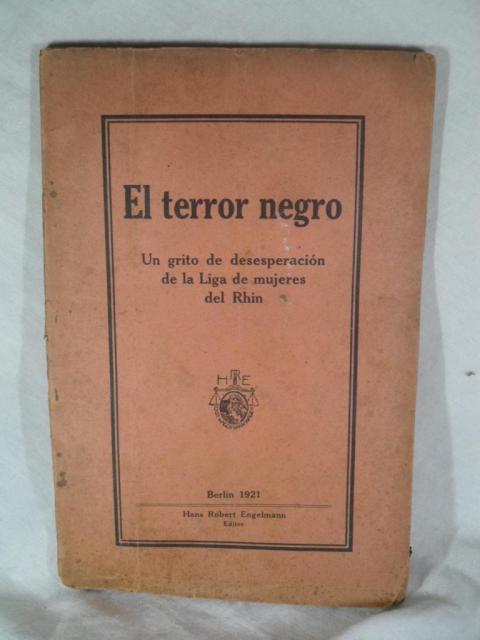 El terror negro
Un grito de desesperación
de la Liga de mujeres
del Rhin
H R E
Berlin 1921
Hans Robert Engelmann
Editor